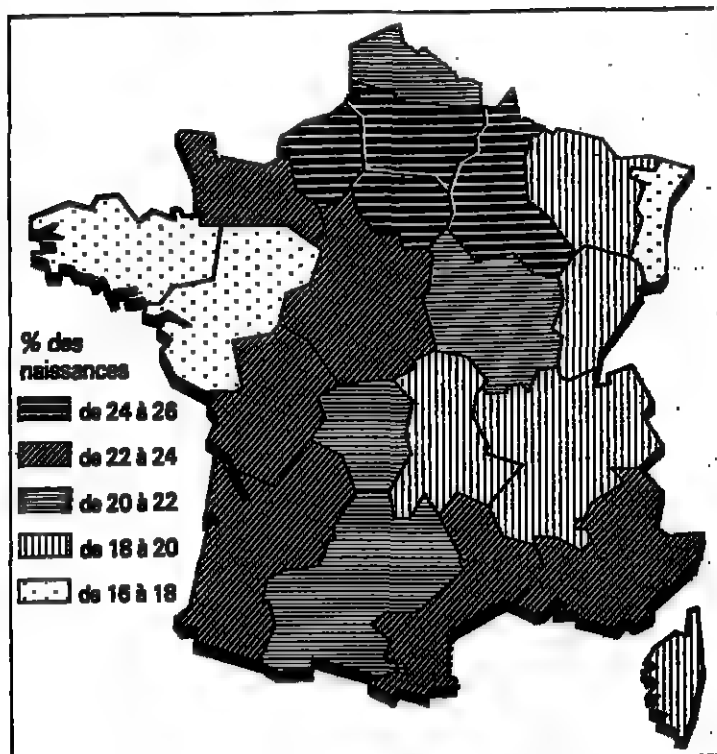 % des
naissances
de 24 à 26
de 22 à 24
de 20 à 22
de 18 à 20
de 16 à 18